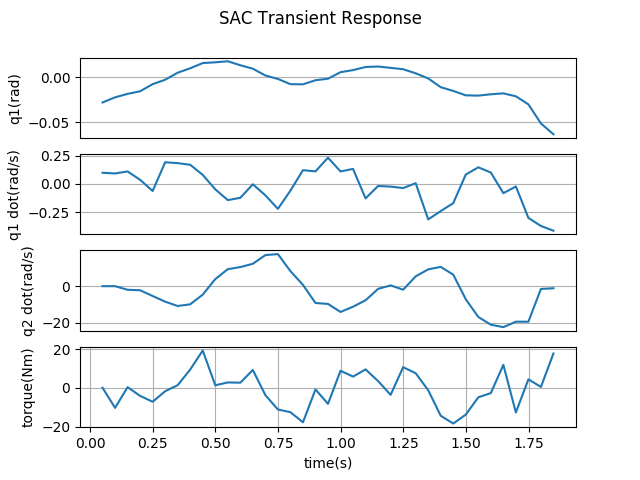 SAC Transient Response
q1(rad)
0.00
−0.05
q1 dot(rad/s)
0.25
0.00
−0.25
q2 dot(rad/s)
0
−20
torque(Nm)
20
0
−20
0.00 0.25 0.50 0.75 1.00 1.25 1.50 1.75
time(s)